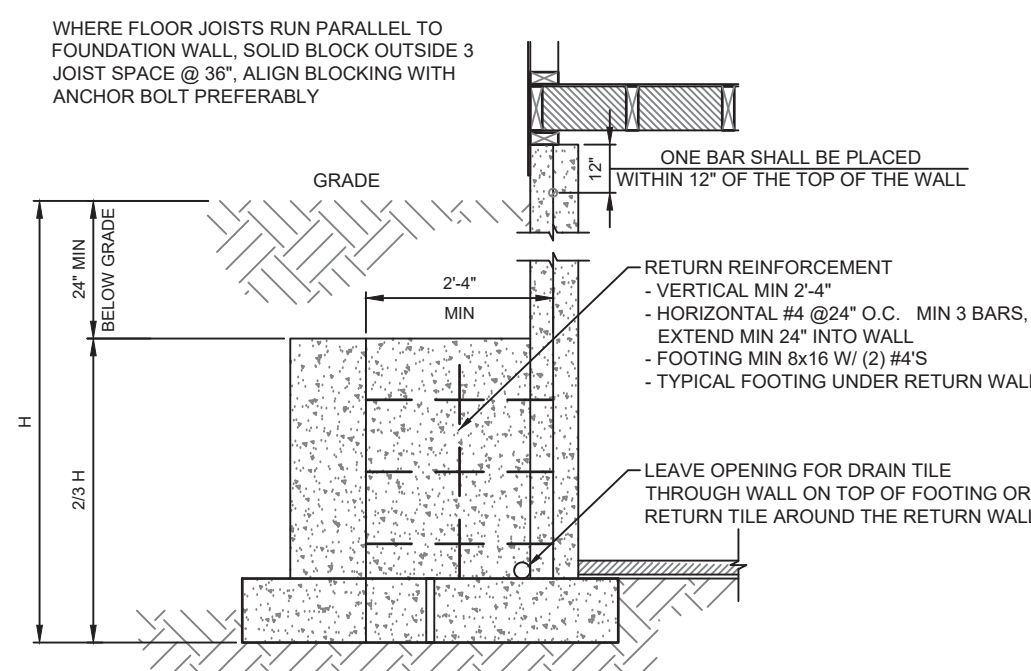 WHERE FLOOR JOISTS RUN PARALLEL TO
FOUNDATION WALL, SOLID BLOCK OUTSIDE 3
JOIST SPACE @ 36", ALIGN BLOCKING WITH
ANCHOR BOLT PREFERABLY
GRADE
12"
ONE BAR SHALL BE PLACED
WITHIN 12" OF THE TOP OF THE WALL
24" MIN
BELOW GRADE
2'-4"
MIN
RETURN REINFORCEMENT
- VERTICAL MIN 2'-4"
- HORIZONTAL #4 @24" O.C. MIN 3 BARS,
EXTEND MIN 24" INTO WALL
- FOOTING MIN 8x16 W/ (2) #4'S
- TYPICAL FOOTING UNDER RETURN WALL
H
2/3 H
LEAVE OPENING FOR DRAIN TILE
THROUGH WALL ON TOP OF FOOTING OR
RETURN TILE AROUND THE RETURN WALL